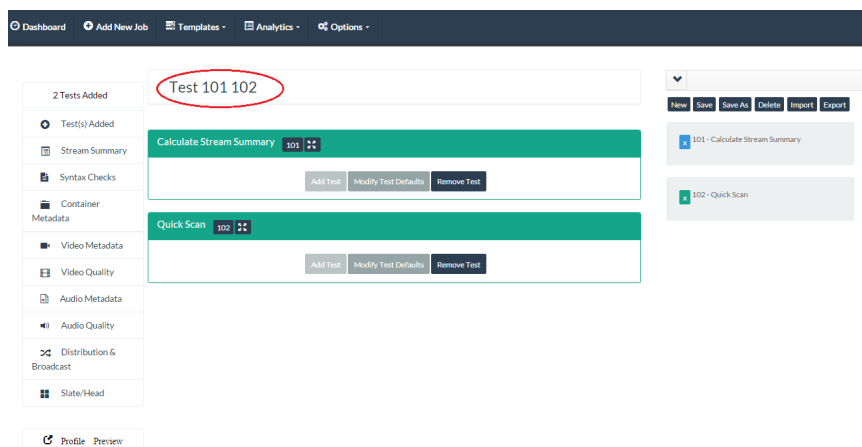 Dashboard Add New Job Templates Analytics Options
2 Tests Added
Test(s) Added
Stream Summary
Syntax Checks
Container
Metadata
Video Metadata
Video Quality
Audio Metadata
Audio Quality
Distribution &
Broadcast
Slate/Head
Profile Preview
Test 101 102
Calculate Stream Summary 101
Add Test Modify Test Defaults Remove Test
Quick Scan 102
Add Test Modify Test Defaults Remove Test
New Save Save As Delete Import Export
x 101 - Calculate Stream Summary
x 102 - Quick Scan